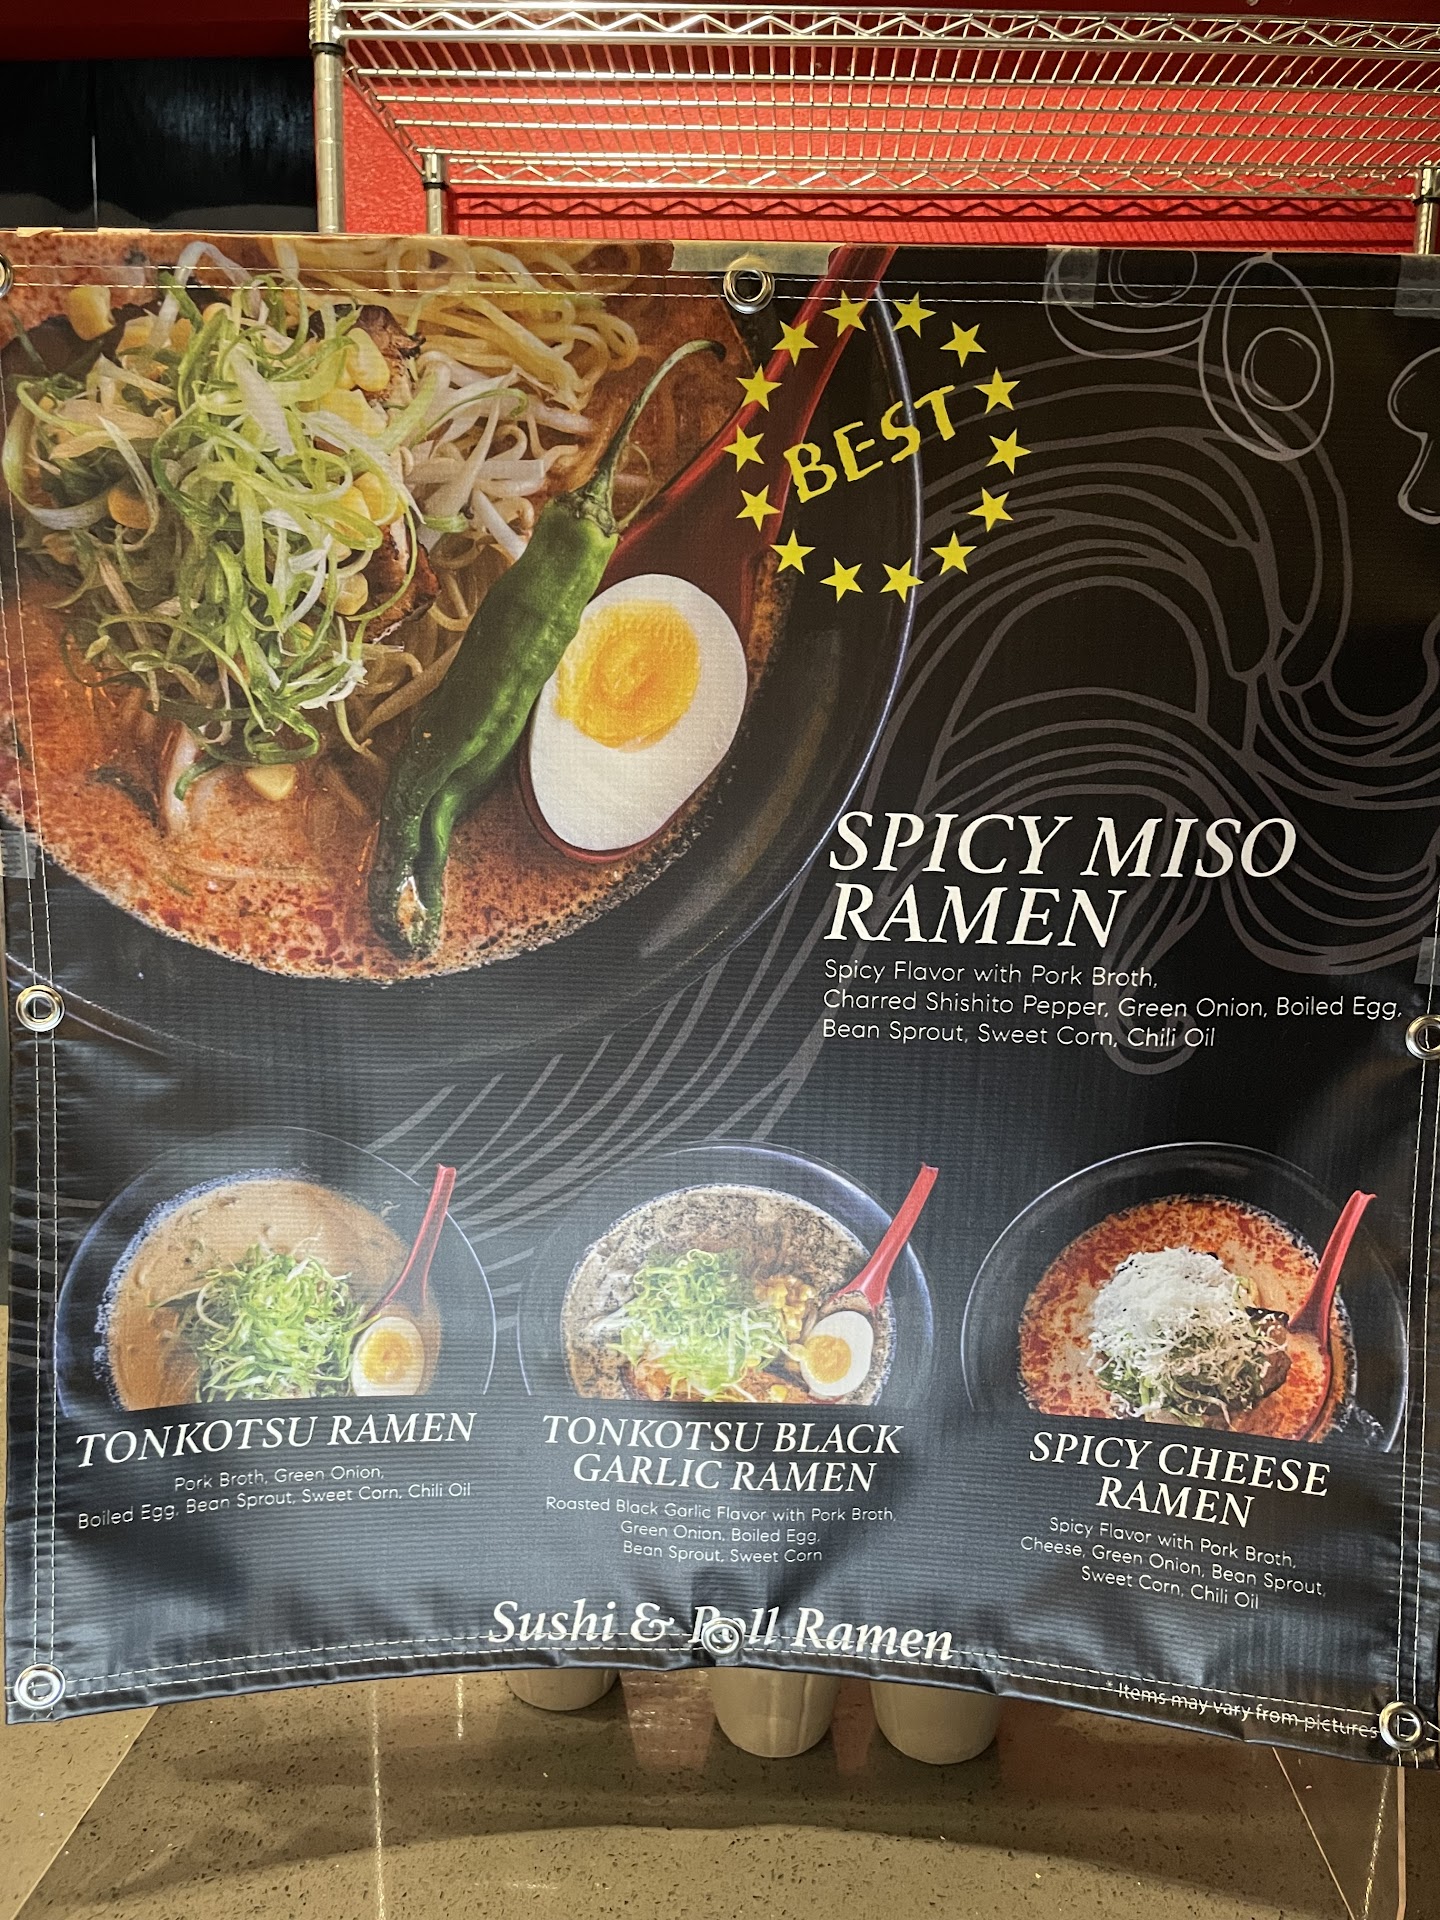 BEST
SPICY MISO
RAMEN
Spicy Flavor with Pork Broth,
Charred Shishito Pepper, Green Onion, Boiled Egg,
Bean Sprout, Sweet Corn, Chili Oil
TONKOTSU RAMEN
Pork Broth, Green Onion,
Boiled Egg, Bean Sprout, Sweet Corn, Chili Oil
TONKOTSU BLACK
GARLIC RAMEN
Roasted Black Garlic Flavor with Pork Broth,
Green Onion, Boiled Egg,
Bean Sprout, Sweet Corn
SPICY CHEESE
RAMEN
Spicy Flavor with Pork Broth,
Cheese, Green Onion, Bean Sprout,
Sweet Corn, Chili Oil
Sushi & Roll Ramen
* Items may vary from pictures